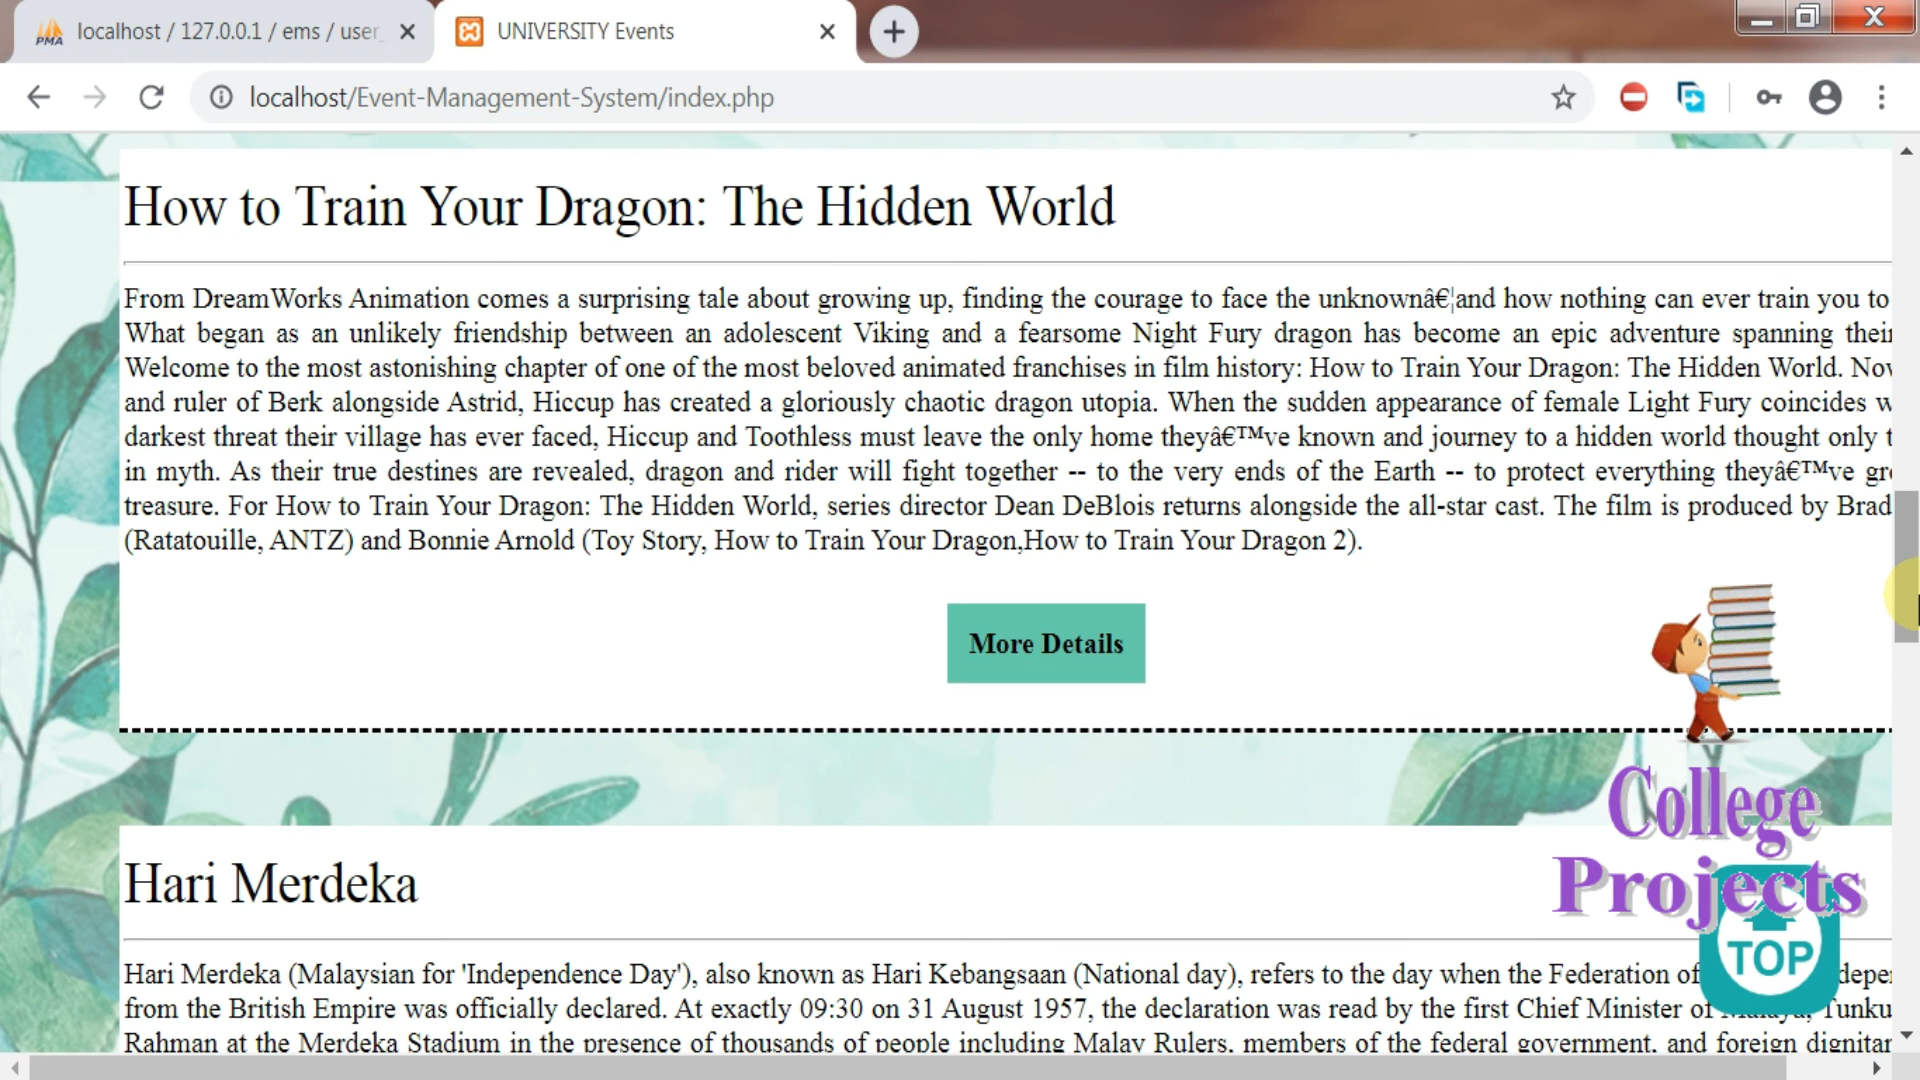 PMA
localhost / 127.0.0.1 / ems / user_
UNIVERSITY Events
localhost/Event-Management-System/index.php
How to Train Your Dragon: The Hidden World
From DreamWorks Animation comes a surprising tale about growing up, finding the courage to face the unknownâ€¦and how nothing can ever train you to
What began as an unlikely friendship between an adolescent Viking and a fearsome Night Fury dragon has become an epic adventure spanning their
Welcome to the most astonishing chapter of one of the most beloved animated franchises in film history: How to Train Your Dragon: The Hidden World.
and ruler of Berk alongside Astrid, Hiccup has created a gloriously chaotic dragon utopia. When the sudden appearance of female Light Fury coincides
darkest threat their village has ever faced, Hiccup and Toothless must leave the only home theyâ€™ve known and journey to a hidden world thought only
in myth. As their true destines are revealed, dragon and rider will fight together -- to the very ends of the Earth -- to protect everything theyâ€™ve
treasure. For How to Train Your Dragon: The Hidden World, series director Dean DeBlois returns alongside the all-star cast. The film is produced by Brad
(Ratatouille, ANTZ) and Bonnie Arnold (Toy Story, How to Train Your Dragon,How to Train Your Dragon 2).
More Details
College
Projects
TOP
Hari Merdeka
Hari Merdeka (Malaysian for 'Independence Day'), also known as Hari Kebangsaan (National day), refers to the day when the Federation of
from the British Empire was officially declared. At exactly 09:30 on 31 August 1957, the declaration was read by the first Chief Minister of Malaya, Tunku
Rahman at the Merdeka Stadium in the presence of thousands of people including Malay Rulers, members of the federal government, and foreign